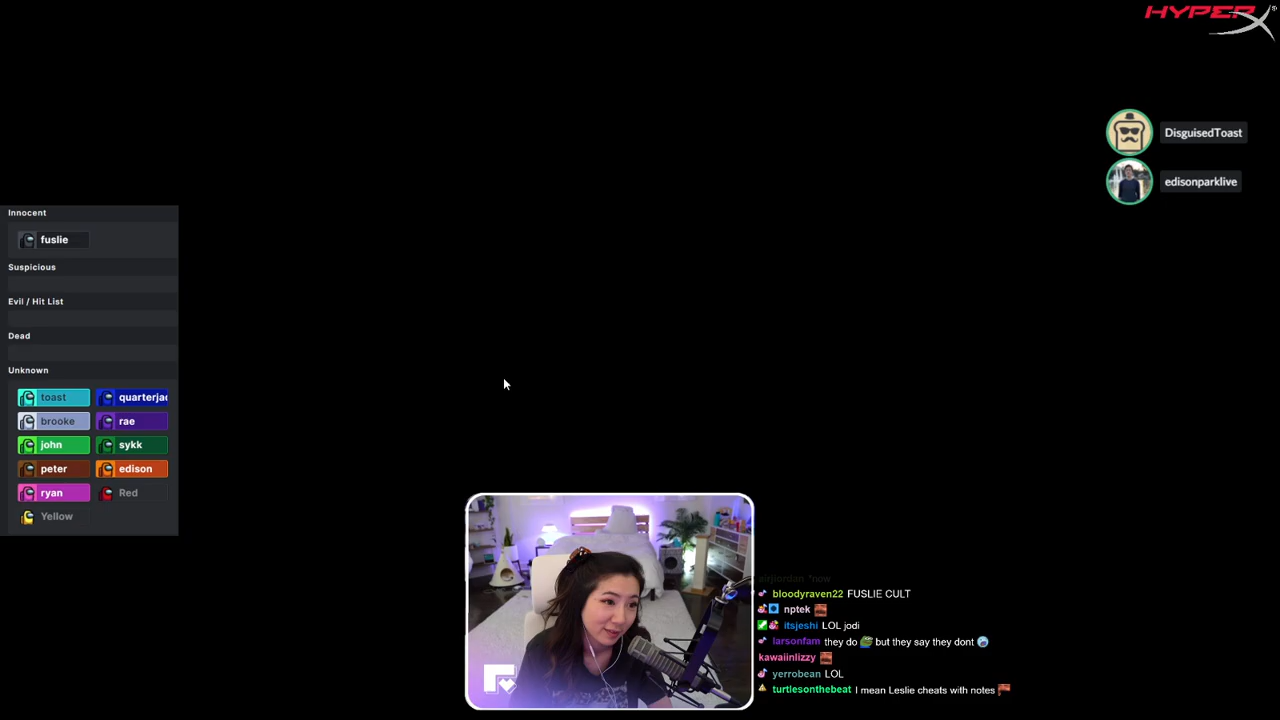 HYPERX
DisguisedToast
edisonparklive
Innocent
fuslie
Suspicious
Evil / Hit List
Dead
Unknown
toast quarterjac
brooke rae
john sykk
peter edison
ryan Red
Yellow
airjiordan *now
bloodyraven22 FUSLIE CULT
nptek
itsjeshi LOL jodi
larsonfam they do but they say they dont
kawaiinlizzy
yerrobean LOL
turtlesonthebeat I mean Leslie cheats with notes